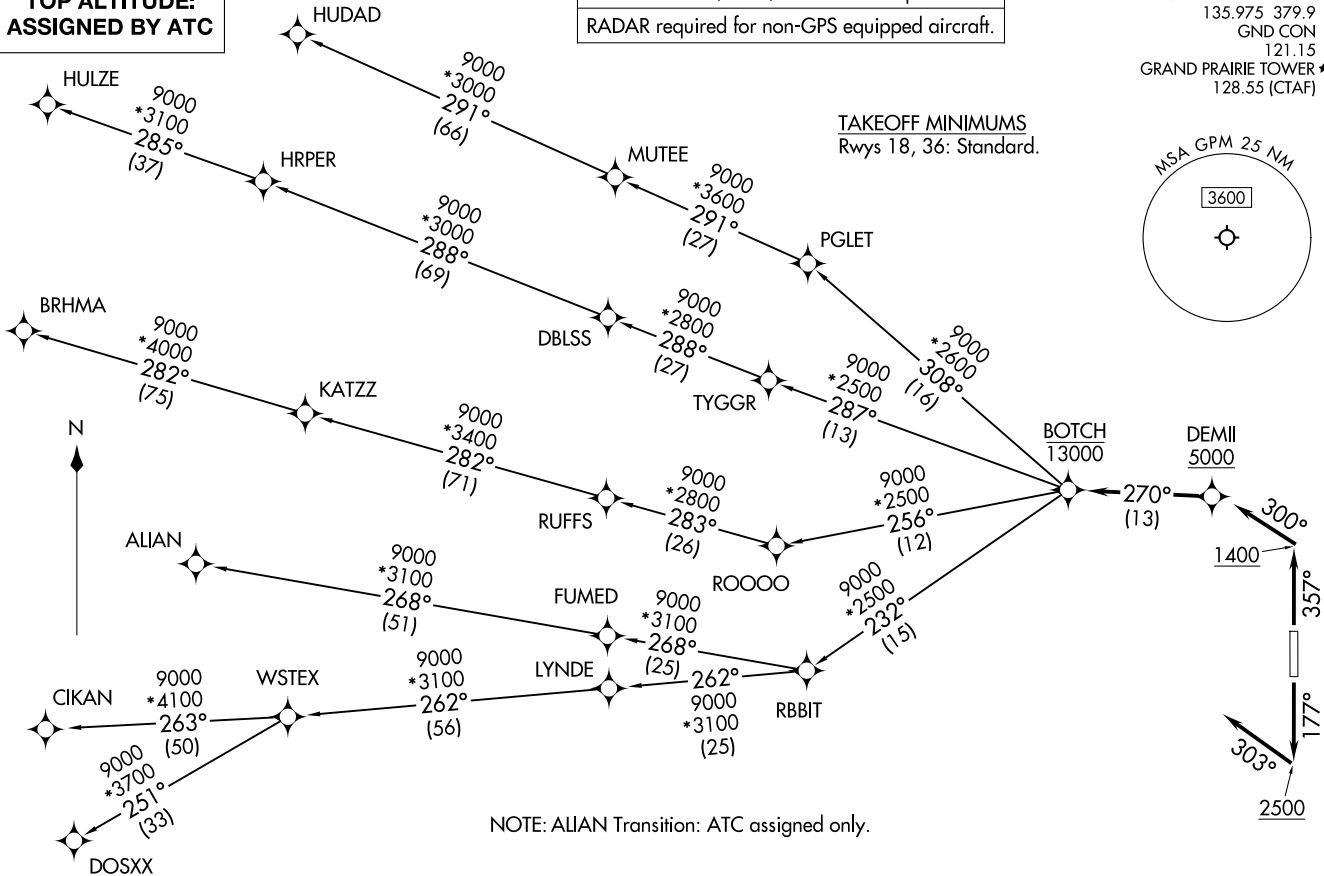 TOP ALTITUDE:
ASSIGNED BY ATC
RADAR required for non-GPS equipped aircraft.
135.975 379.9
GND CON
121.15
GRAND PRAIRIE TOWER★
128.55 (CTAF)
TAKEOFF MINIMUMS
Rwys 18, 36: Standard.
MSA GPM 25 NM
3600
HUDAD
9000
*3000
291°
(66)
MUTEE
9000
*3600
291°
(27)
PGLET
9000
*2600
308°
(16)
HULZE
9000
*3100
285°
(37)
HRPER
9000
*3000
288°
(69)
DBLSS
9000
*2800
288°
(27)
TYGGR
9000
*2500
287°
(13)
BRHMA
9000
*4000
282°
(75)
KATZZ
9000
*3400
282°
(71)
RUFFS
9000
*2800
283°
(26)
ROOOO
9000
*2500
256°
(12)
BOTCH
13000
270°
(13)
DEMII
5000
300°
1400
357°
177°
303°
2500
N
ALIAN
9000
*3100
268°
(51)
FUMED
9000
*3100
268°
(25)
RBBIT
9000
*2500
232°
(15)
CIKAN
9000
*4100
263°
(50)
WSTEX
9000
*3100
262°
(56)
LYNDE
262°
9000
*3100
(25)
9000
*3700
251°
(33)
DOSXX
NOTE: ALIAN Transition: ATC assigned only.